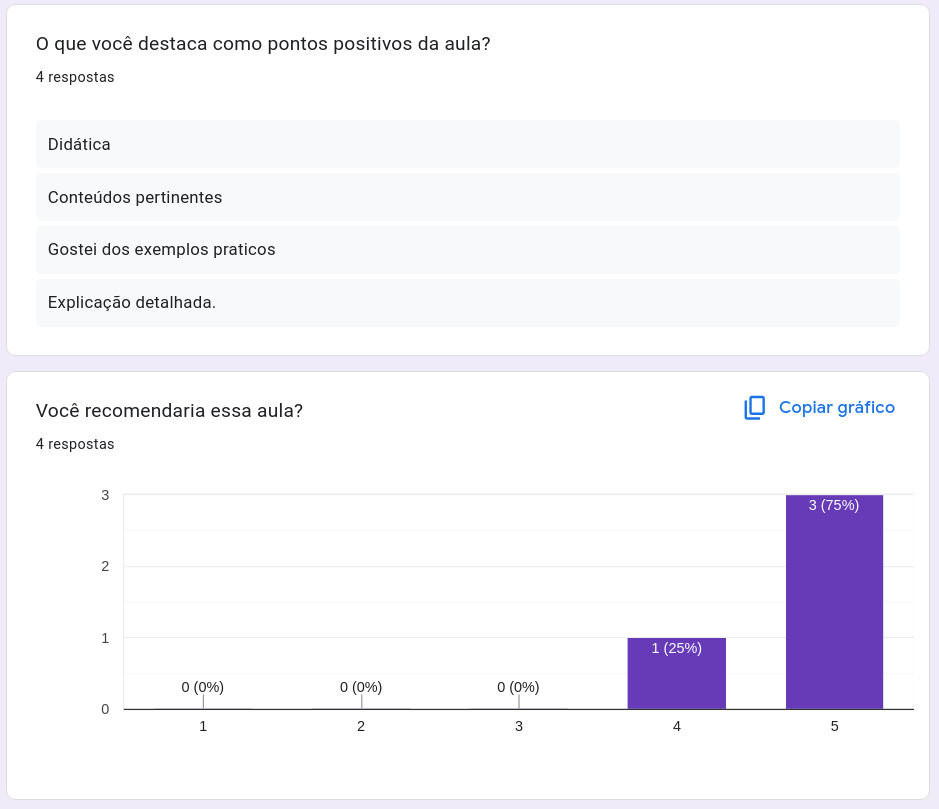 O que você destaca como pontos positivos da aula?
4 respostas
Didática
Conteúdos pertinentes
Gostei dos exemplos praticos
Explicação detalhada.
Você recomendaria essa aula?
Copiar gráfico
4 respostas
3
3 (75%)
2
1
1 (25%)
0 (0%) 0 (0%) 0 (0%)
0
1 2 3 4 5